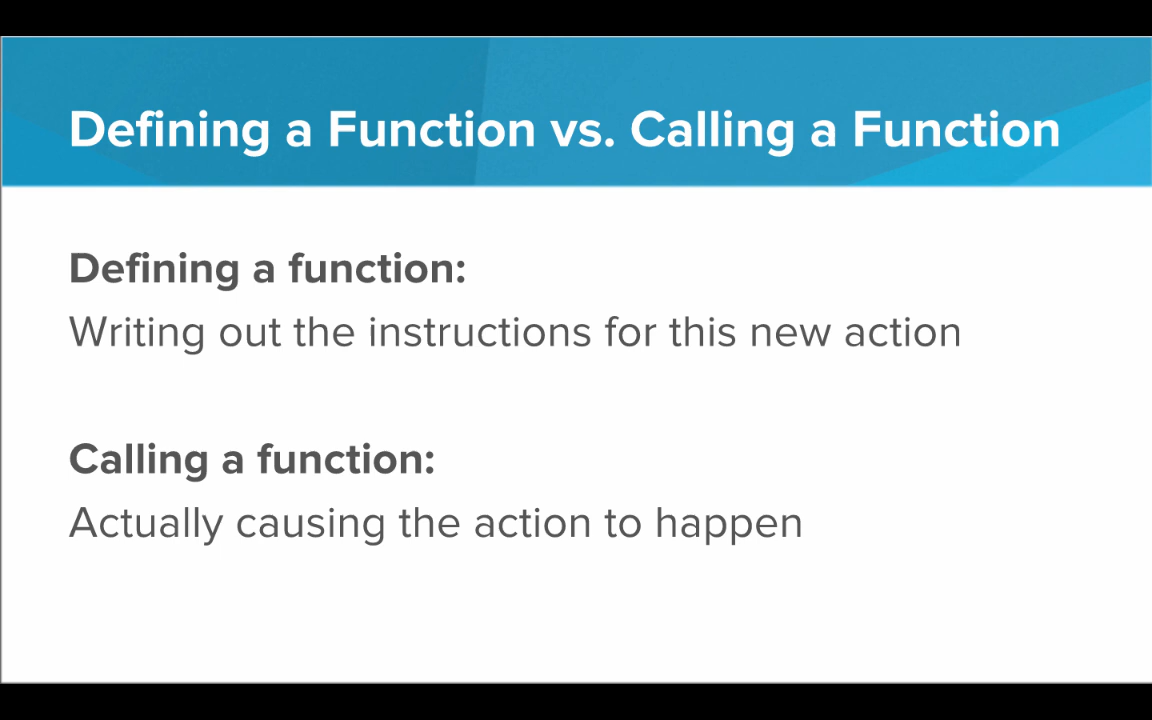 Defining a Function vs. Calling a Function
Defining a function:
Writing out the instructions for this new action
Calling a function:
Actually causing the action to happen